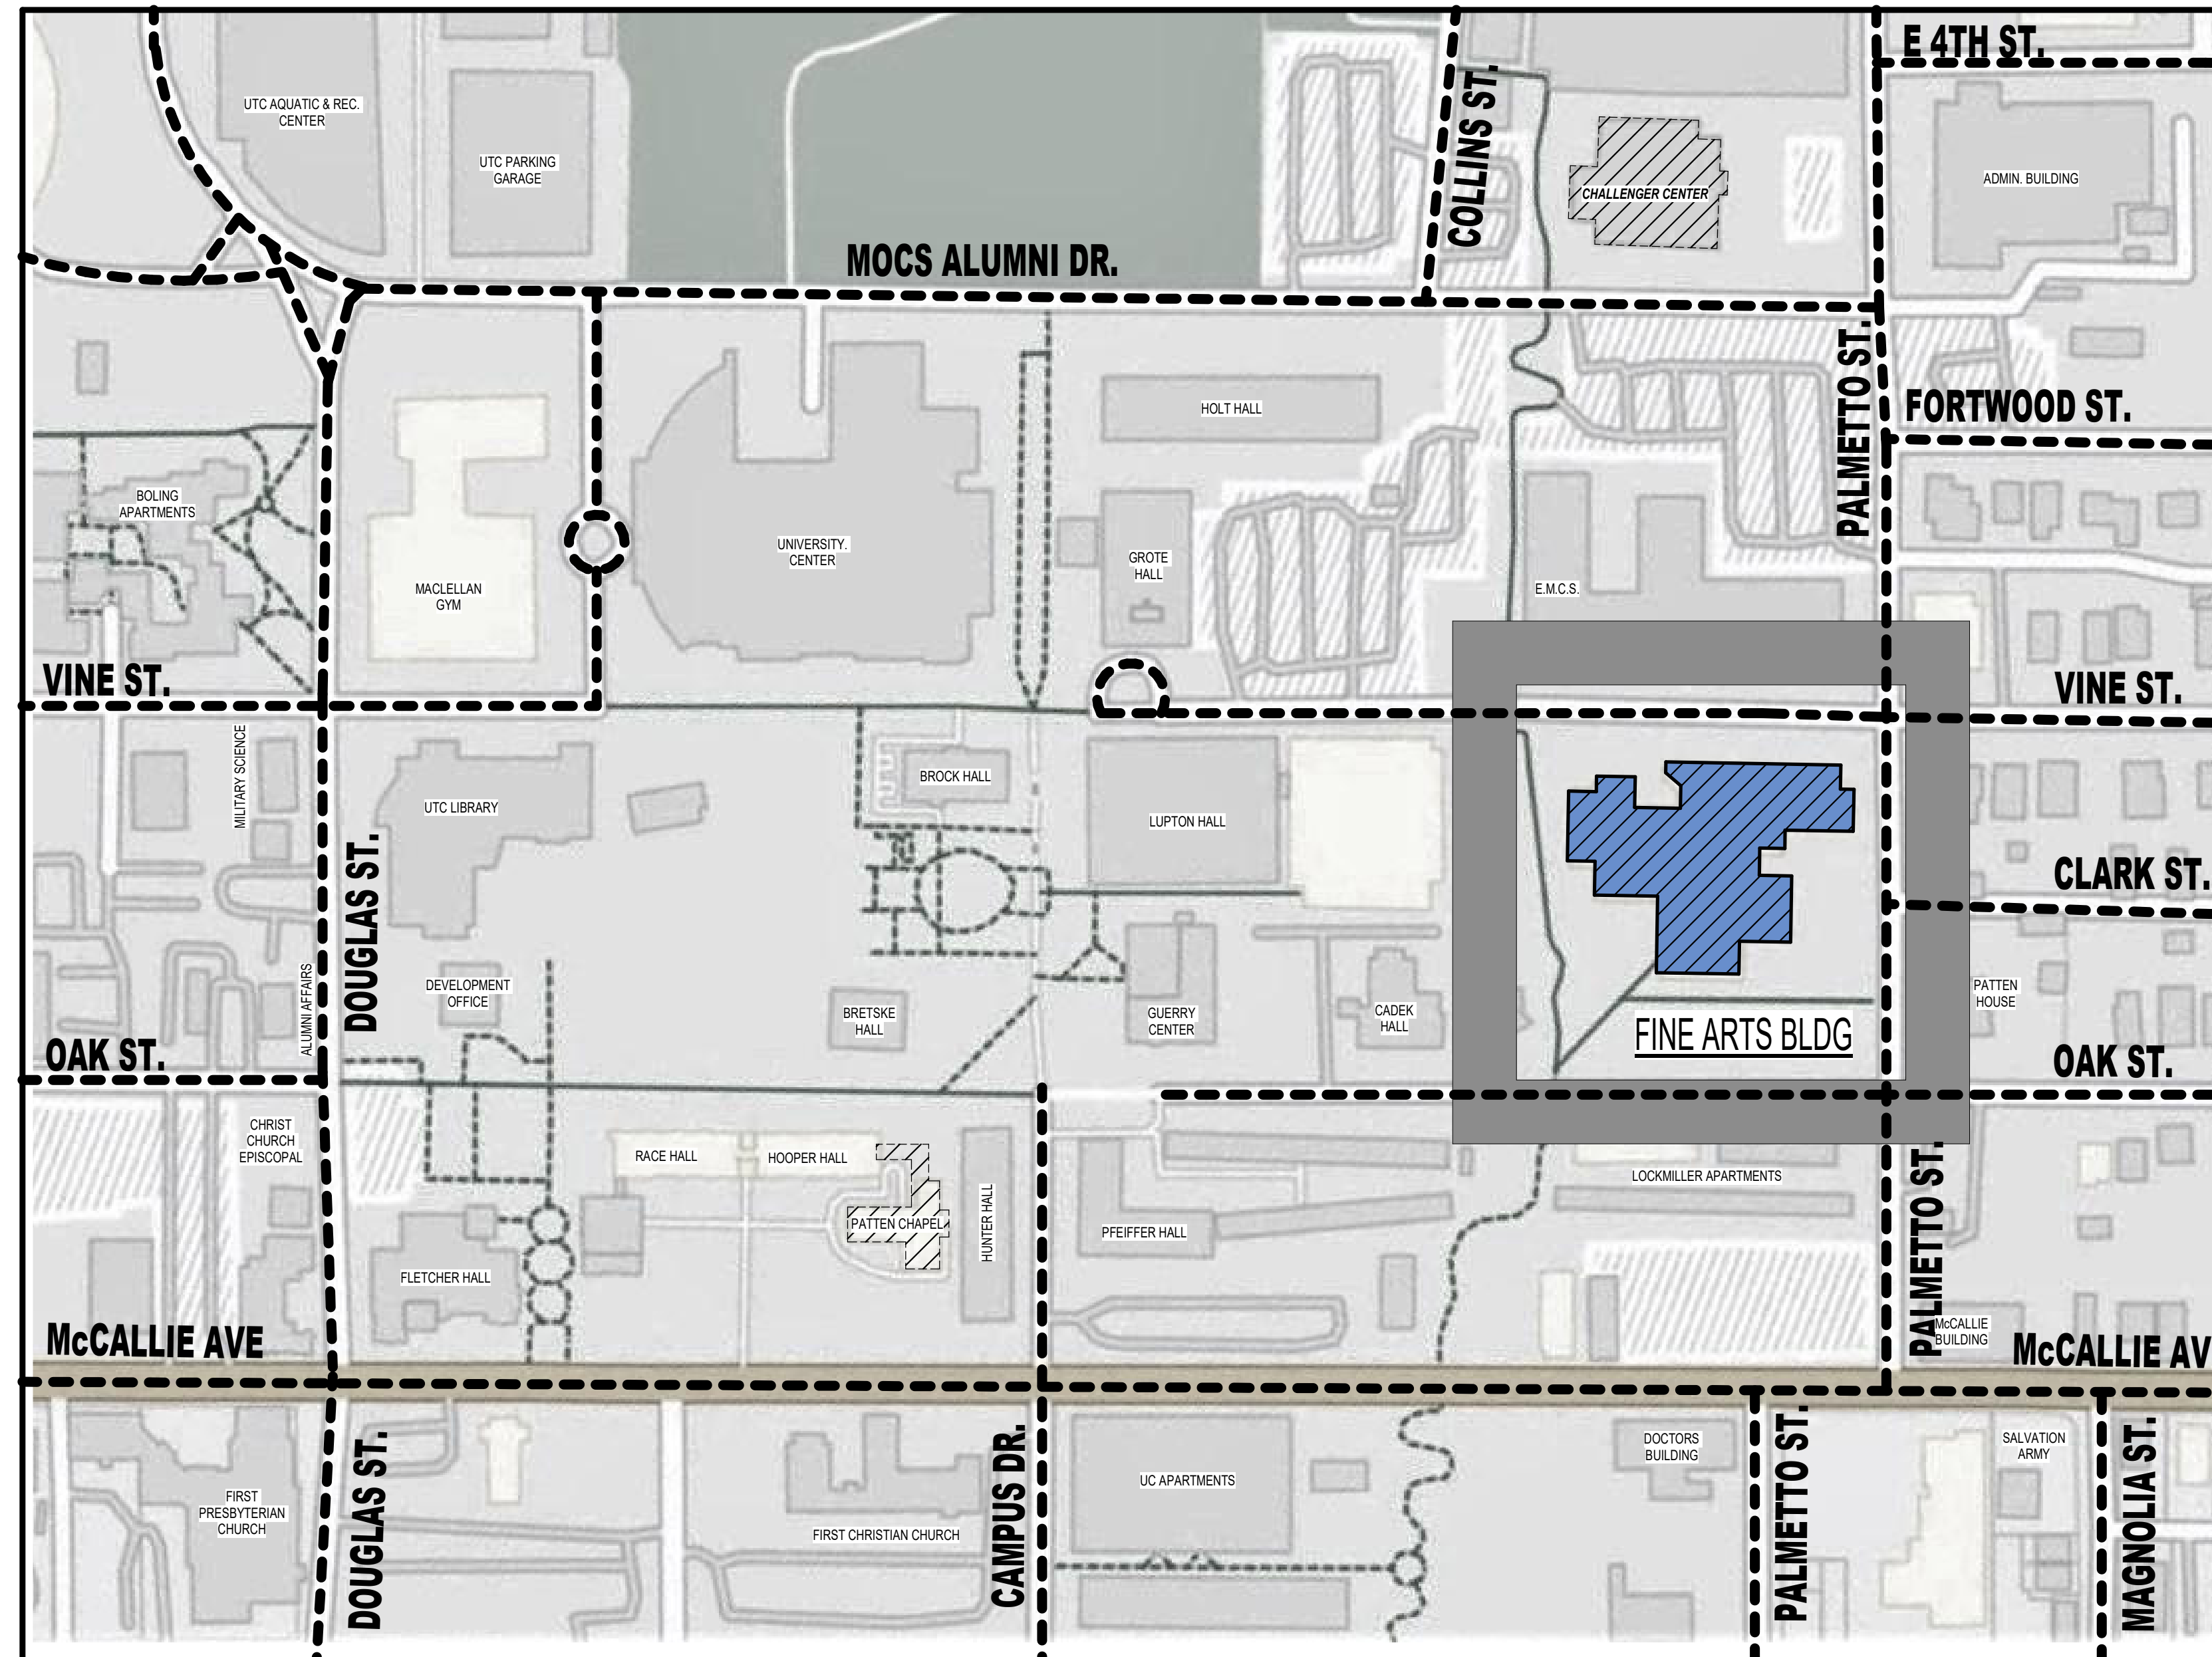 E 4TH ST.
UTC AQUATIC & REC.
CENTER
UTC PARKING
GARAGE
COLLINS ST.
CHALLENGER CENTER
ADMIN. BUILDING
MOCS ALUMNI DR.
PALMETTO ST.
FORTWOOD ST.
HOLT HALL
BOLING
APARTMENTS
UNIVERSITY.
CENTER
GROTE
HALL
MACLELLAN
GYM
E.M.C.S.
VINE ST.
VINE ST.
MILITARY SCIENCE
UTC LIBRARY
BROCK HALL
LUPTON HALL
CLARK ST.
DOUGLAS ST.
ALUMNI AFFAIRS
DEVELOPMENT
OFFICE
BRETSKE
HALL
GUERRY
CENTER
CADEK
HALL
FINE ARTS BLDG
PATTEN
HOUSE
OAK ST.
OAK ST.
CHRIST
CHURCH
EPISCOPAL
RACE HALL
HOOPER HALL
PATTEN CHAPEL
HUNTER HALL
PFEIFFER HALL
LOCKMILLER APARTMENTS
PALMETTO ST.
FLETCHER HALL
McCALLIE AVE
McCALLIE
BUILDING
McCALLIE AV
FIRST
PRESBYTERIAN
CHURCH
DOUGLAS ST.
FIRST CHRISTIAN CHURCH
CAMPUS DR.
UC APARTMENTS
DOCTORS
BUILDING
PALMETTO ST.
SALVATION
ARMY
MAGNOLIA ST.